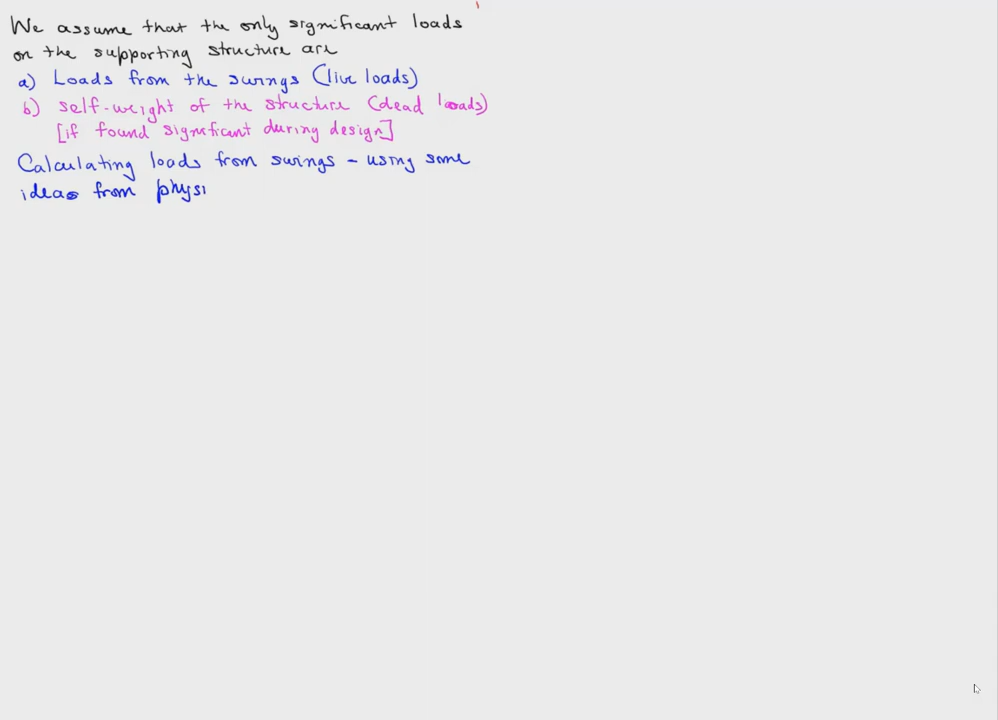 We assume that the only significant loads
on the supporting structure are
a) Loads from the swings (live loads)
b) self-weight of the structure (dead loads)
[if found significant during design]
Calculating loads from swings - using some
ideas from physi